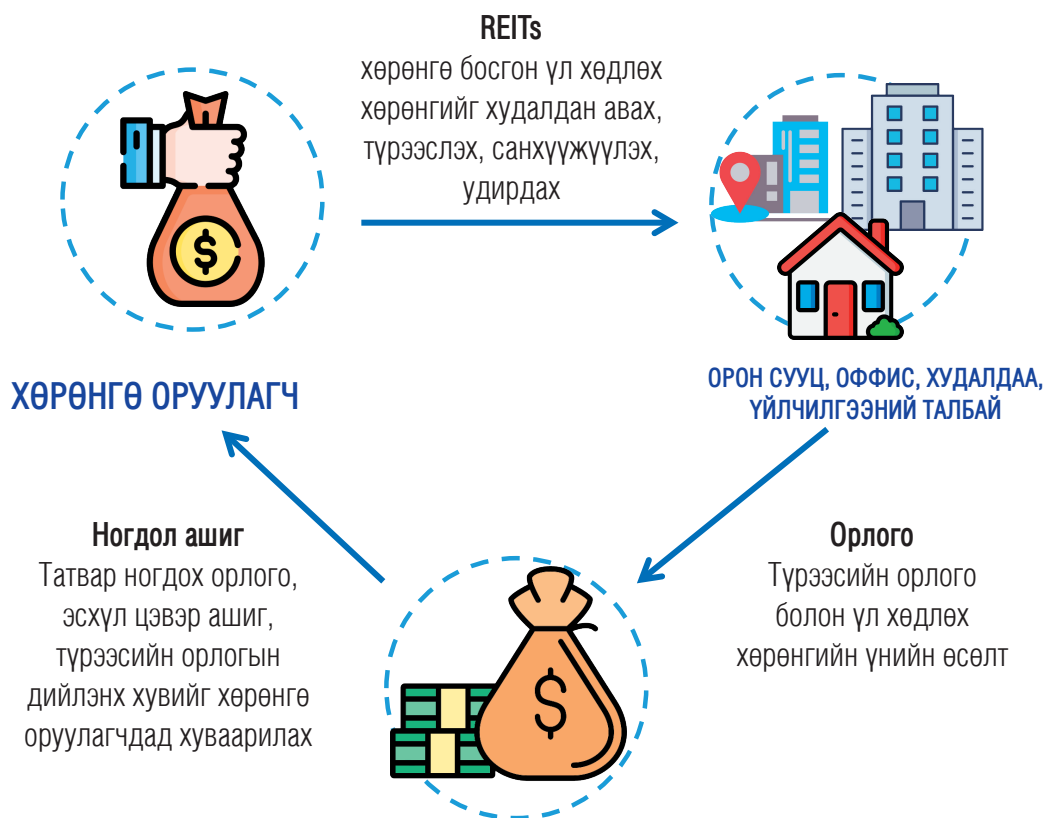 REITs
хөрөнгө босгон үл хөдлөх
хөрөнгийг худалдан авах,
түрээслэх, санхүүжүүлэх,
удирдах
$
ХӨРӨНГӨ ОРУУЛАГЧ
ОРОН СУУЦ, ОФФИС, ХУДАЛДАА,
ҮЙЛЧИЛГЭЭНИЙ ТАЛБАЙ
Орлого
Түрээсийн орлого
болон үл хөдлөх
хөрөнгийн үнийн өсөлт
$
Ногдол ашиг
Татвар ногдох орлого,
эсхүл цэвэр ашиг,
түрээсийн орлогын
дийлэнх хувийг хөрөнгө
оруулагчдад хуваарилах